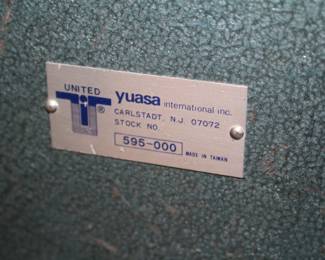 UNITED
®
yuasa international inc.
CARLSTADT, N.J. 07072
STOCK NO.
595-000
MADE IN TAIWAN